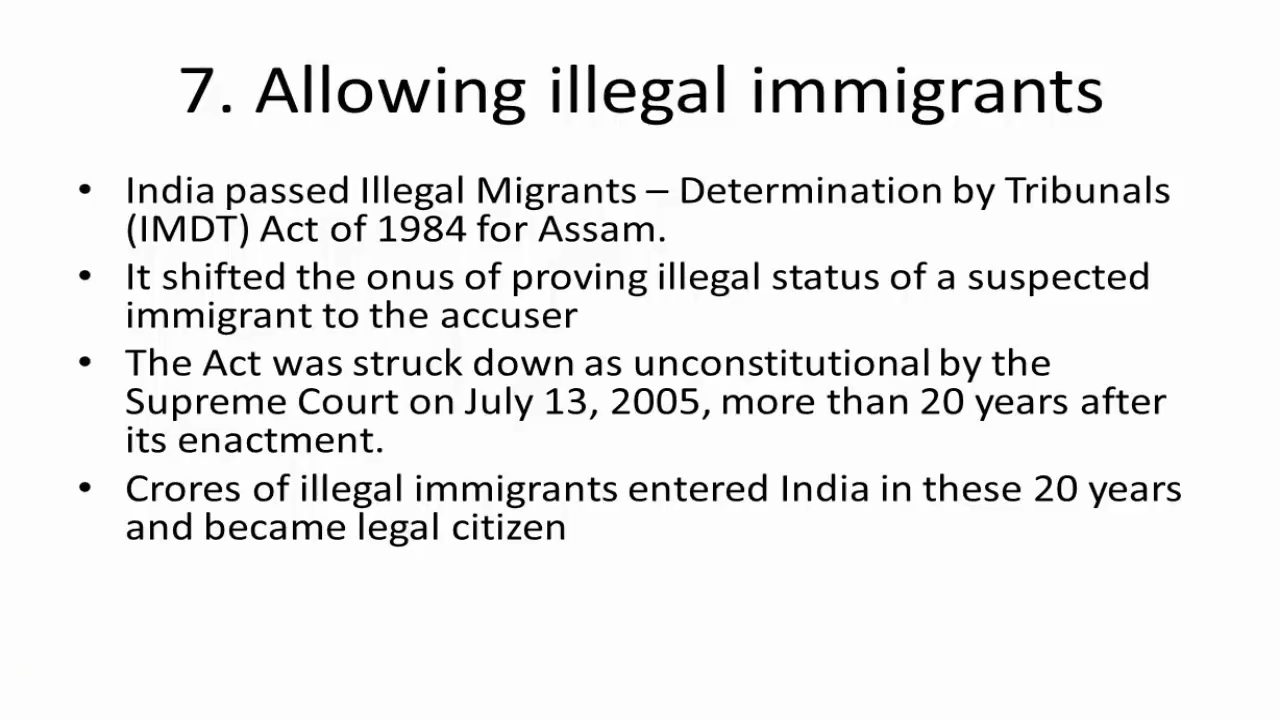 7. Allowing illegal immigrants
• India passed Illegal Migrants – Determination by Tribunals
(IMDT) Act of 1984 for Assam.
• It shifted the onus of proving illegal status of a suspected
immigrant to the accuser
• The Act was struck down as unconstitutional by the
Supreme Court on July 13, 2005, more than 20 years after
its enactment.
• Crores of illegal immigrants entered India in these 20 years
and became legal citizen